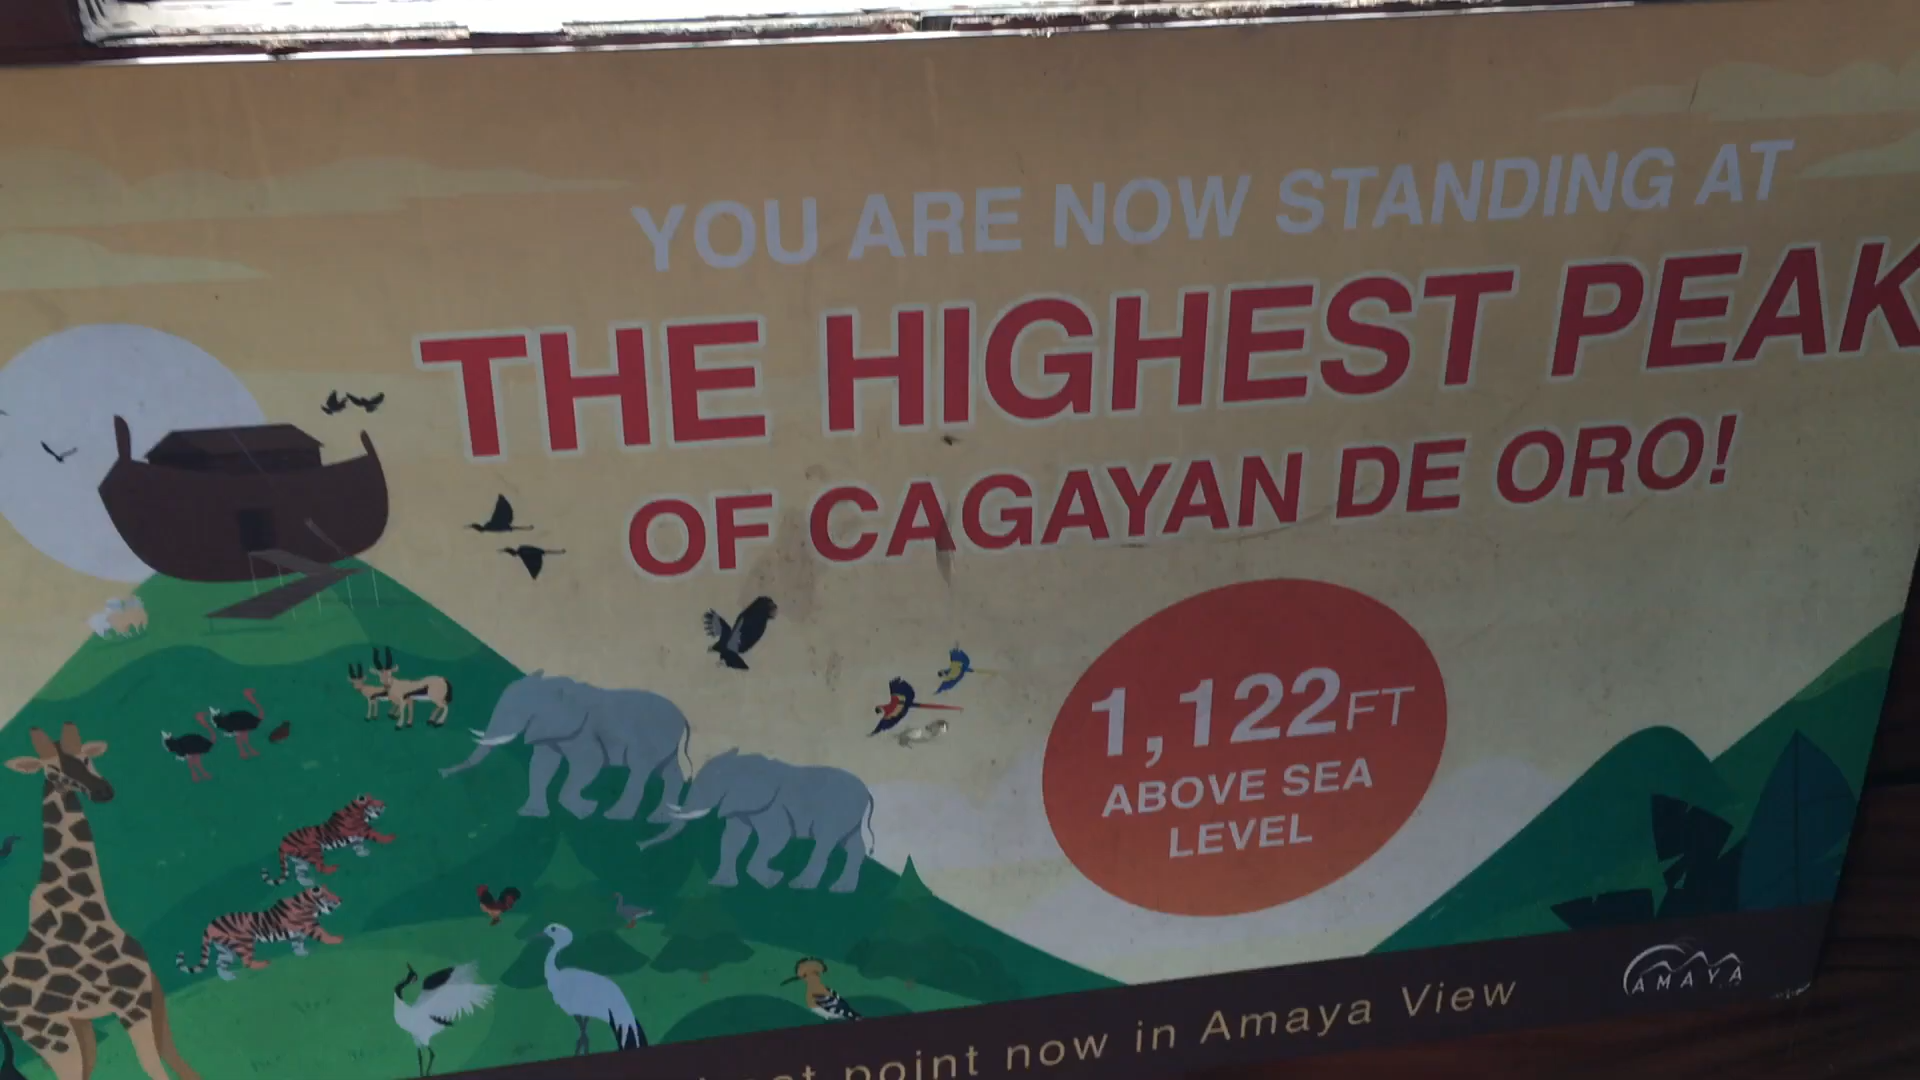 YOU ARE NOW STANDING AT
THE HIGHEST PEAK
OF CAGAYAN DE ORO!
1,122FT
ABOVE SEA
LEVEL
AMAYA
point now in Amaya View